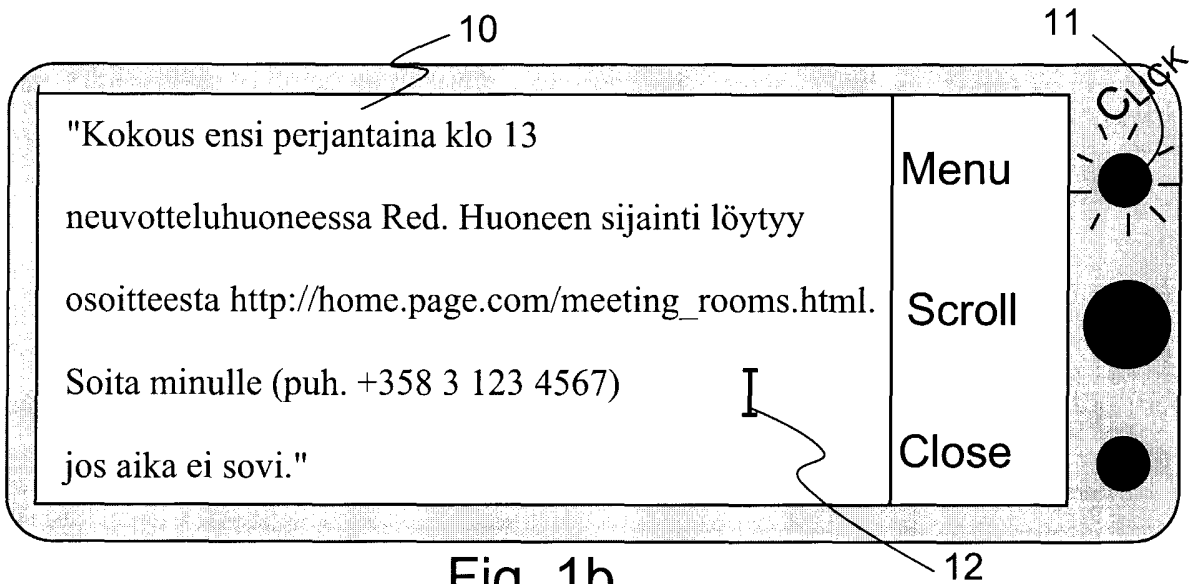 10
11
CLICK
"Kokous ensi perjantaina klo 13
Menu
neuvotteluhuoneessa Red. Huoneen sijainti löytyy
osoitteesta http://home.page.com/meeting_rooms.html.
Scroll
Soita minulle (puh. +358 3 123 4567)
jos aika ei sovi."
Close
12
Fig. 1b